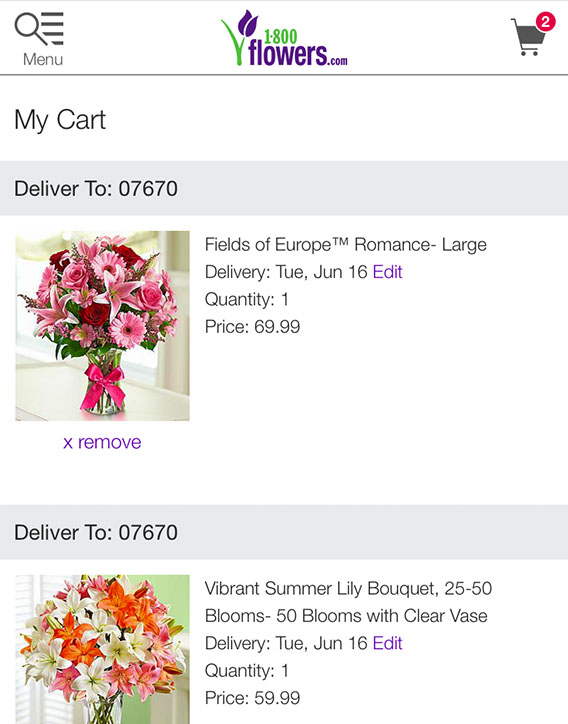 2
1·800
flowers.com
Menu
My Cart
Deliver To: 07670
Fields of Europe™ Romance- Large
Delivery: Tue, Jun 16 Edit
Quantity: 1
Price: 69.99
x remove
Deliver To: 07670
Vibrant Summer Lily Bouquet, 25-50
Blooms- 50 Blooms with Clear Vase
Delivery: Tue, Jun 16 Edit
Quantity: 1
Price: 59.99